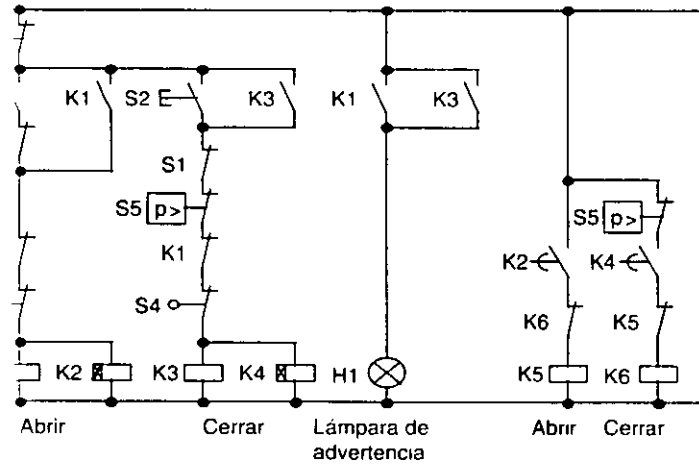 K1 S2 K3 K1 K3
S1
S5 p> S5 p>
K1 K2 K4
S4 K6 K5
K2 K3 K4 H1 K5 K6
Abrir Cerrar Lámpara de Abrir Cerrar
advertencia